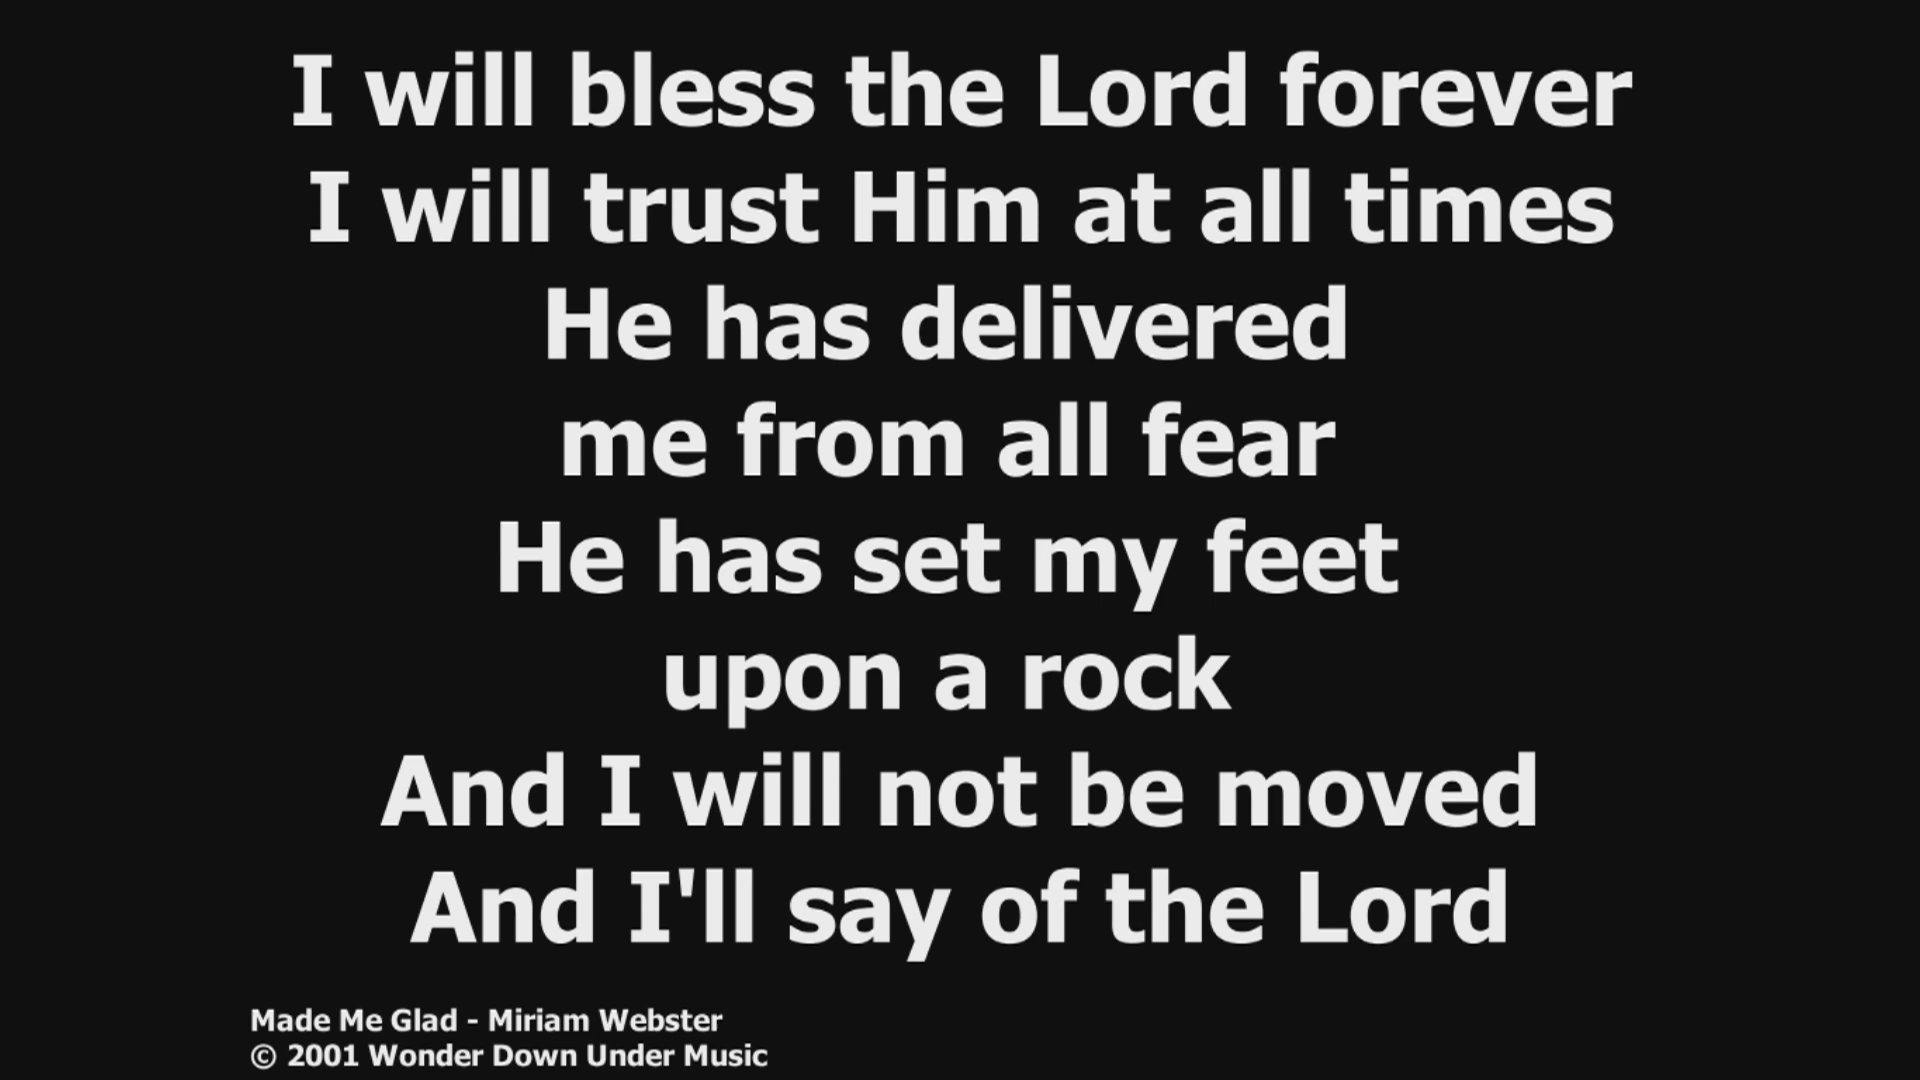 I will bless the Lord forever
I will trust Him at all times
He has delivered
me from all fear
He has set my feet
upon a rock
And I will not be moved
And I'll say of the Lord
Made Me Glad - Miriam Webster
© 2001 Wonder Down Under Music